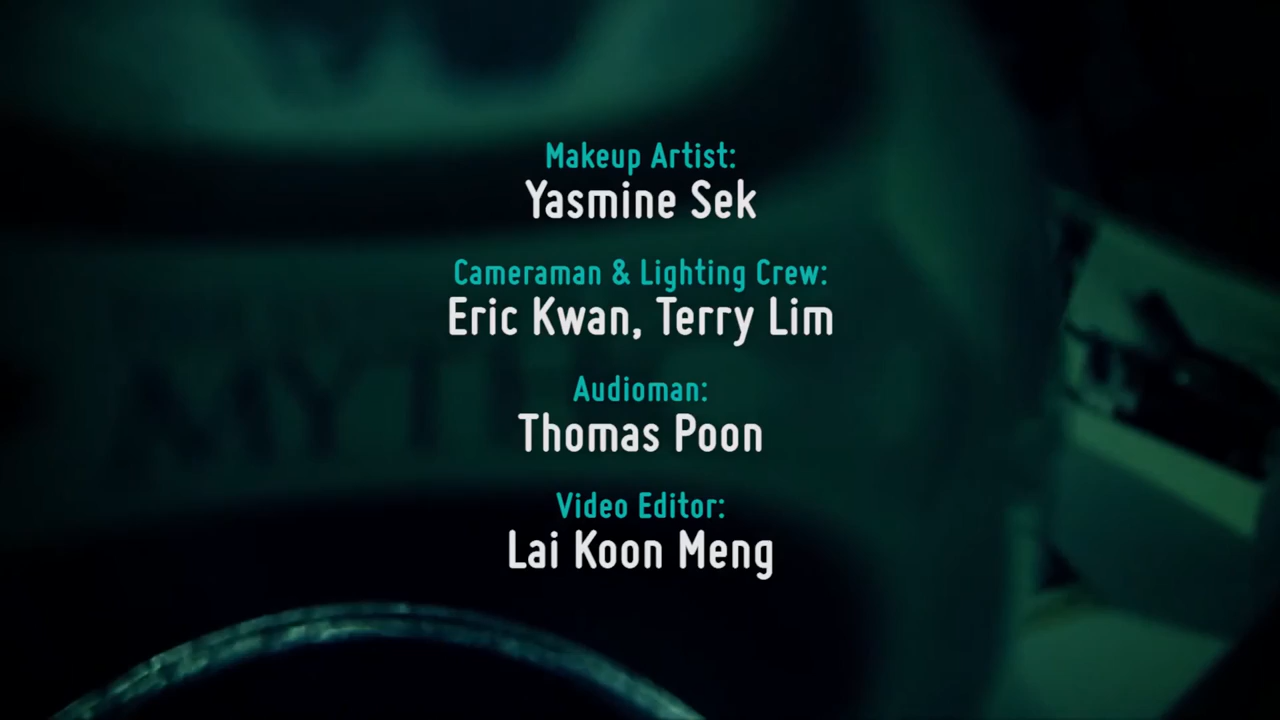 Makeup Artist:
Yasmine Sek
Cameraman & Lighting Crew:
Eric Kwan, Terry Lim
Audioman:
Thomas Poon
Video Editor:
Lai Koon Meng